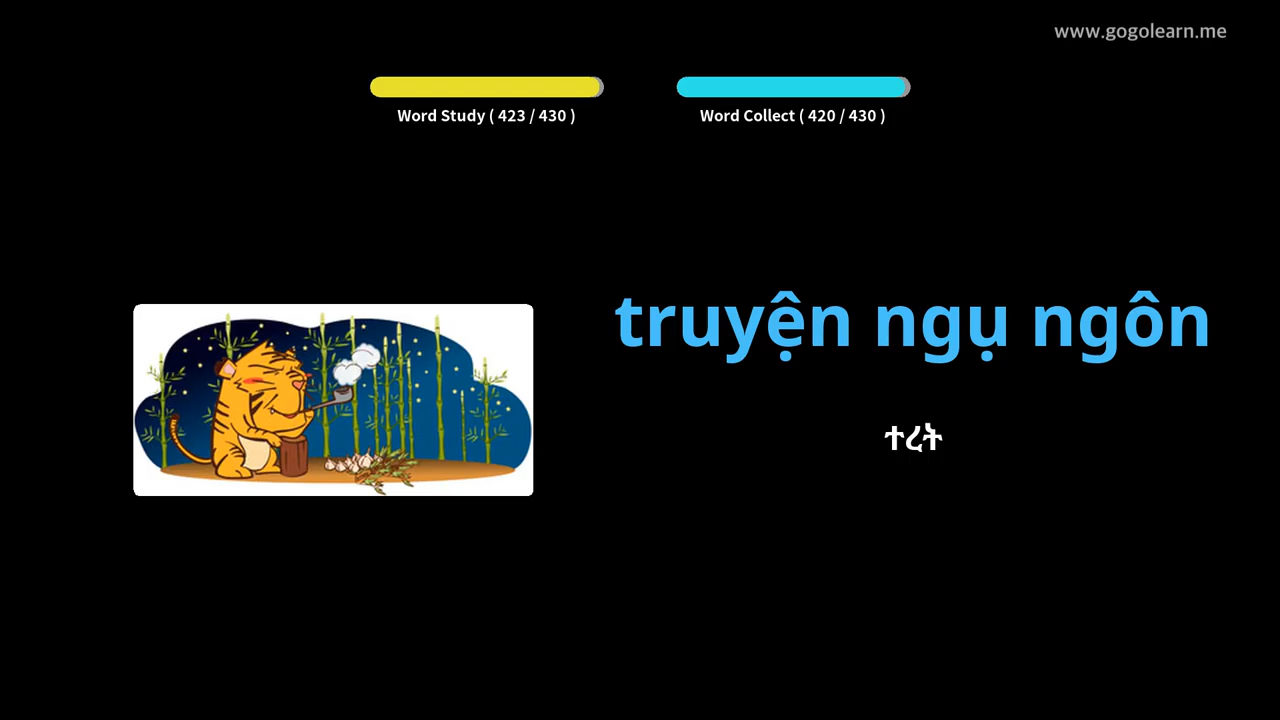 www.gogolearn.me
Word Study ( 423 / 430 )
Word Collect ( 420 / 430 )
truyện ngụ ngôn
ተረት